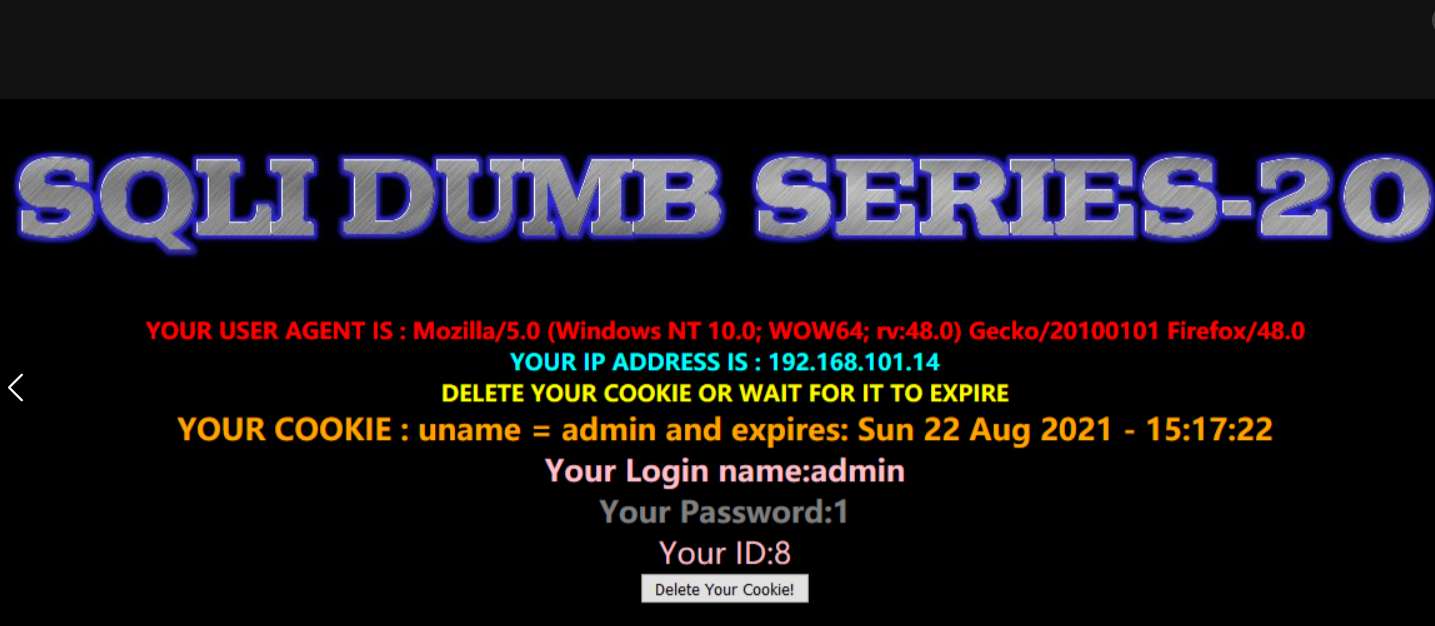 SQLI DUMB SERIES-20
YOUR USER AGENT IS : Mozilla/5.0 (Windows NT 10.0; WOW64; rv:48.0) Gecko/20100101 Firefox/48.0
YOUR IP ADDRESS IS : 192.168.101.14
DELETE YOUR COOKIE OR WAIT FOR IT TO EXPIRE
YOUR COOKIE : uname = admin and expires: Sun 22 Aug 2021 - 15:17:22
Your Login name:admin
Your Password:1
Your ID:8
Delete Your Cookie!